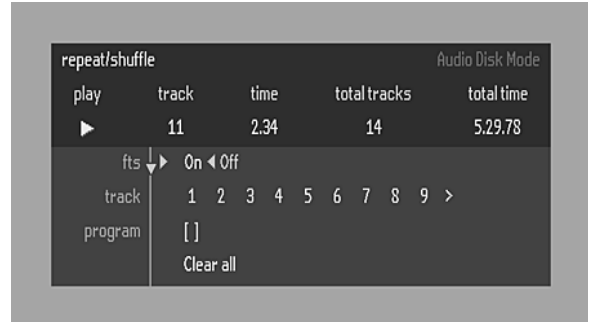 repeat/shuffle Audio Disk Mode
play track time total tracks total time
11 2.34 14 5.29.78
fts On Off
track 1 2 3 4 5 6 7 8 9 >
program [ ]
Clear all